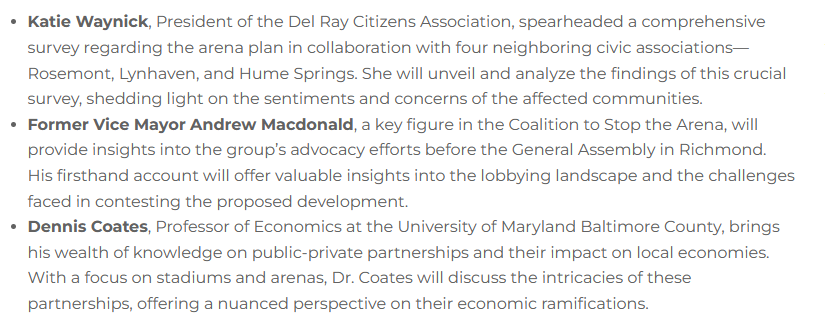 • Katie Waynick, President of the Del Ray Citizens Association, spearheaded a comprehensive
survey regarding the arena plan in collaboration with four neighboring civic associations—
Rosemont, Lynhaven, and Hume Springs. She will unveil and analyze the findings of this crucial
survey, shedding light on the sentiments and concerns of the affected communities.
• Former Vice Mayor Andrew Macdonald, a key figure in the Coalition to Stop the Arena, will
provide insights into the group’s advocacy efforts before the General Assembly in Richmond.
His firsthand account will offer valuable insights into the lobbying landscape and the challenges
faced in contesting the proposed development.
• Dennis Coates, Professor of Economics at the University of Maryland Baltimore County, brings
his wealth of knowledge on public-private partnerships and their impact on local economies.
With a focus on stadiums and arenas, Dr. Coates will discuss the intricacies of these
partnerships, offering a nuanced perspective on their economic ramifications.